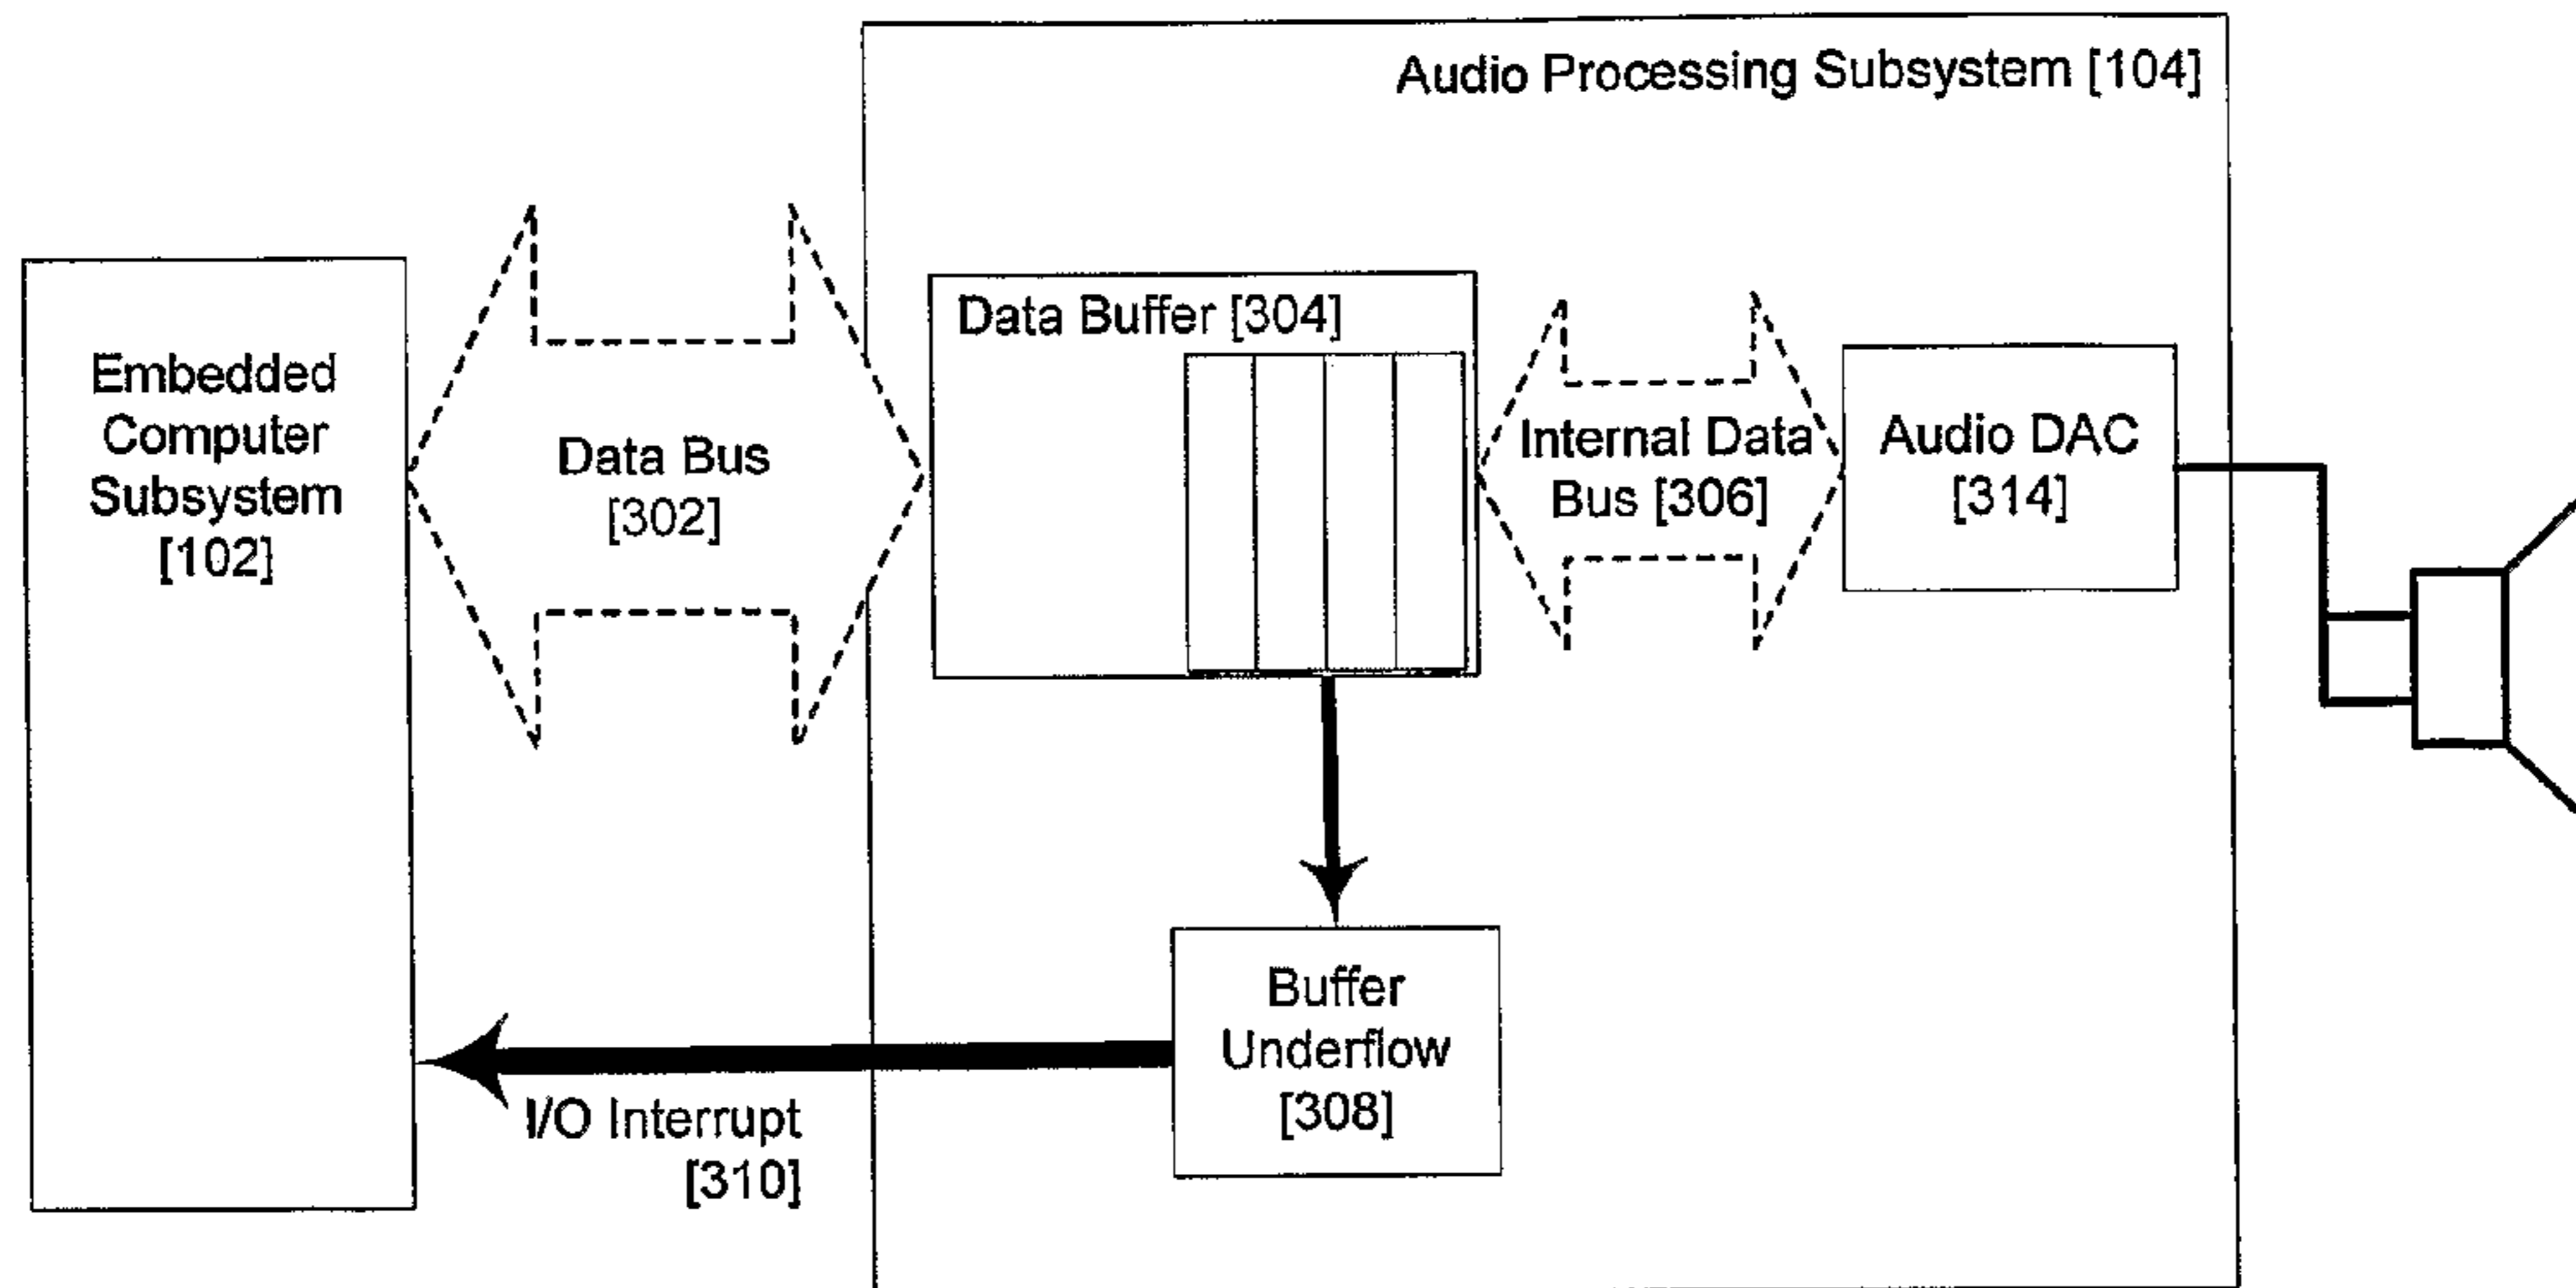 Audio Processing Subsystem [104]
Embedded
Computer
Subsystem
[102]
Data Bus
[302]
Data Buffer [304]
Internal Data
Bus [306]
Audio DAC
[314]
Buffer
Underflow
[308]
I/O Interrupt
[310]